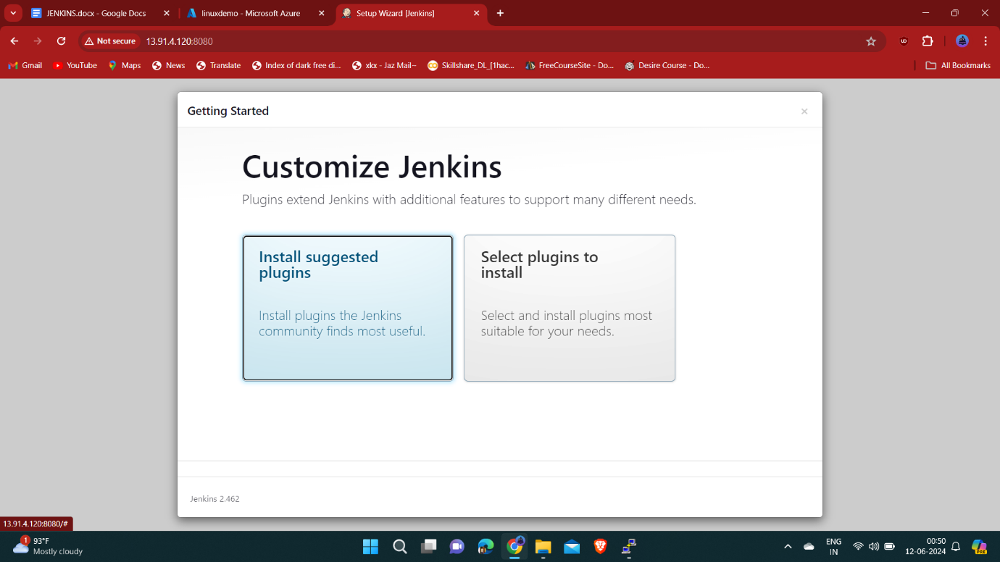 JENKINS.docx - Google Docs
linuxdemo - Microsoft Azure
Setup Wizard [Jenkins]
Not secure
13.91.4.120:8080
Gmail
YouTube
Maps
News
Translate
Index of dark free di...
xkx - Jaz Mail~
Skillshare_DL_[1hac...
FreeCourseSite - Do...
Desire Course - Do...
All Bookmarks
Getting Started
Customize Jenkins
Plugins extend Jenkins with additional features to support many different needs.
Install suggested
plugins
Install plugins the Jenkins
community finds most useful.
Select plugins to
install
Select and install plugins most
suitable for your needs.
Jenkins 2.462
13.91.4.120:8080/#
1
93°F
Mostly cloudy
ENG
IN
00:50
12-06-2024
PRE